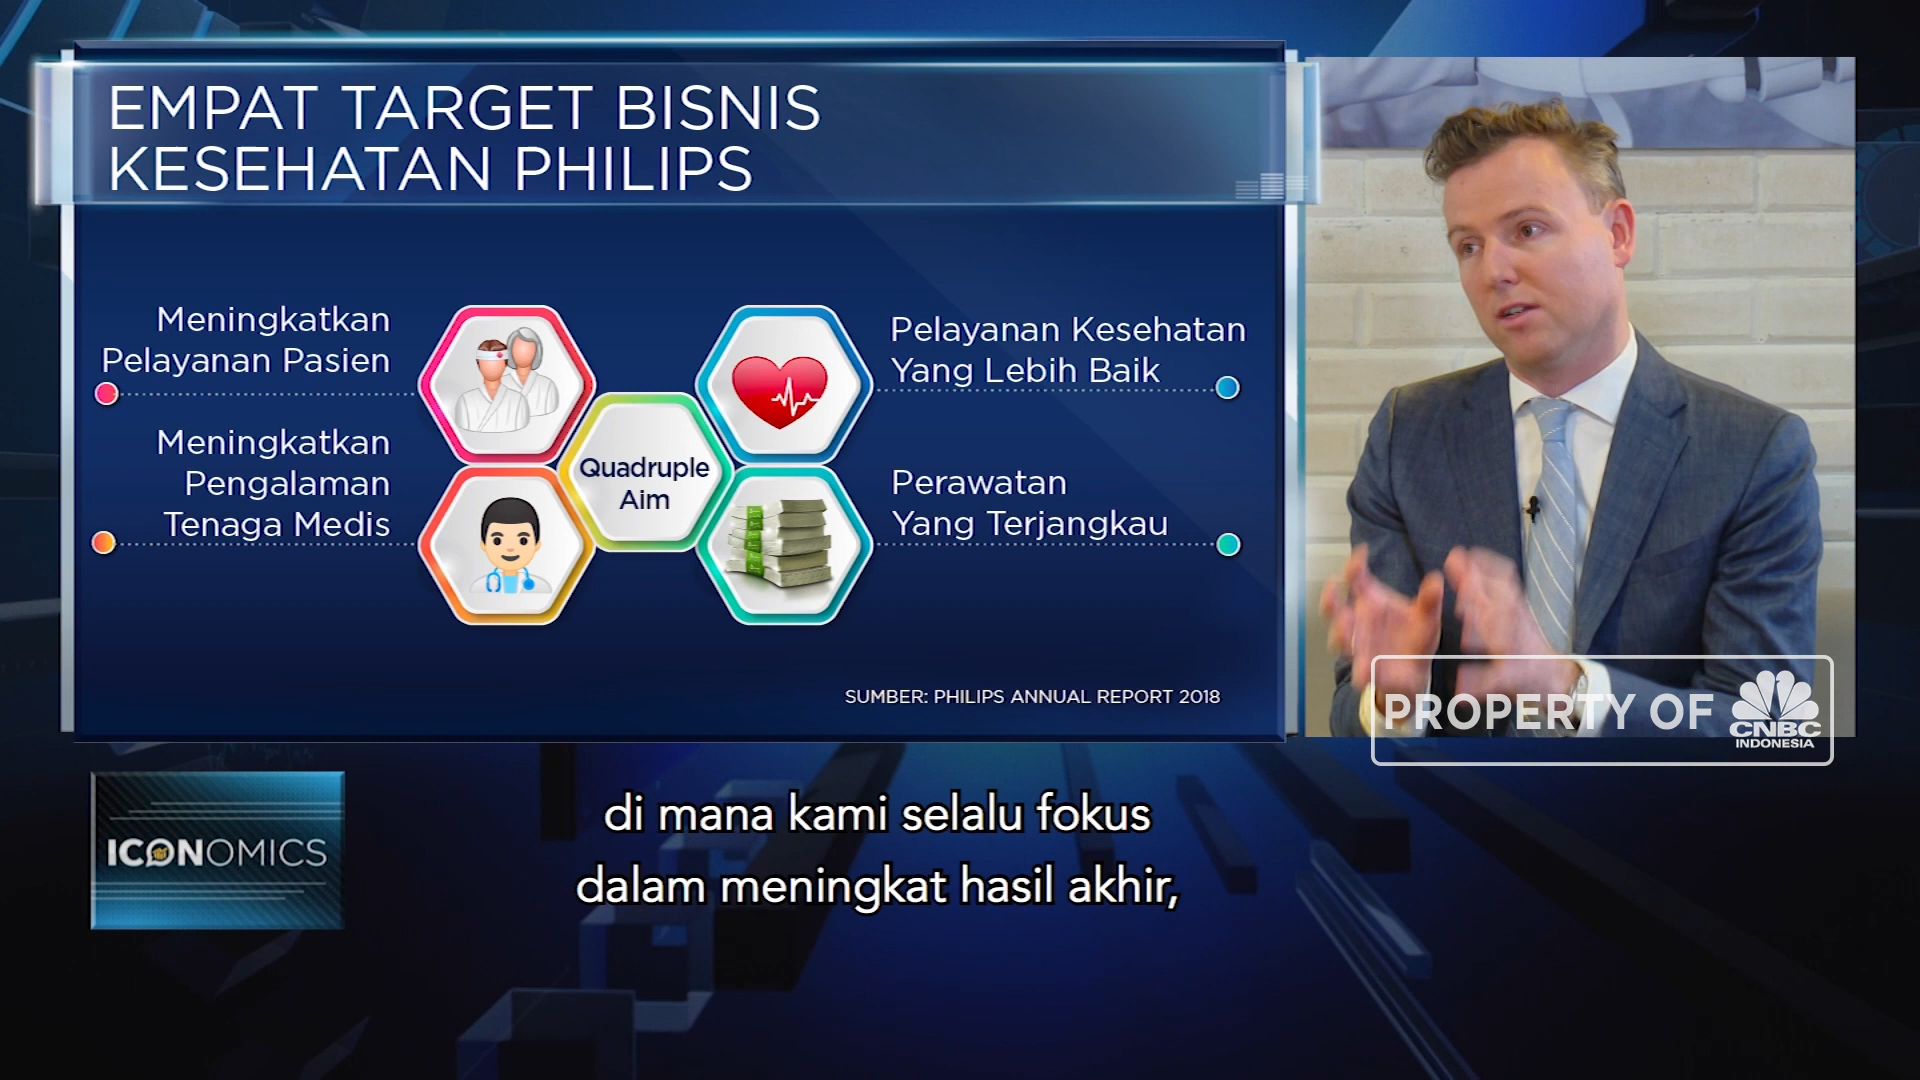 EMPAT TARGET BISNIS
KESEHATAN PHILIPS
Meningkatkan
Pelayanan Pasien
Meningkatkan
Pengalaman
Tenaga Medis
Quadruple
Aim
Pelayanan Kesehatan
Yang Lebih Baik
Perawatan
Yang Terjangkau
SUMBER: PHILIPS ANNUAL REPORT 2018
PROPERTY OF
CNBC
INDONESIA
ICONOMICS
di mana kami selalu fokus
dalam meningkat hasil akhir,